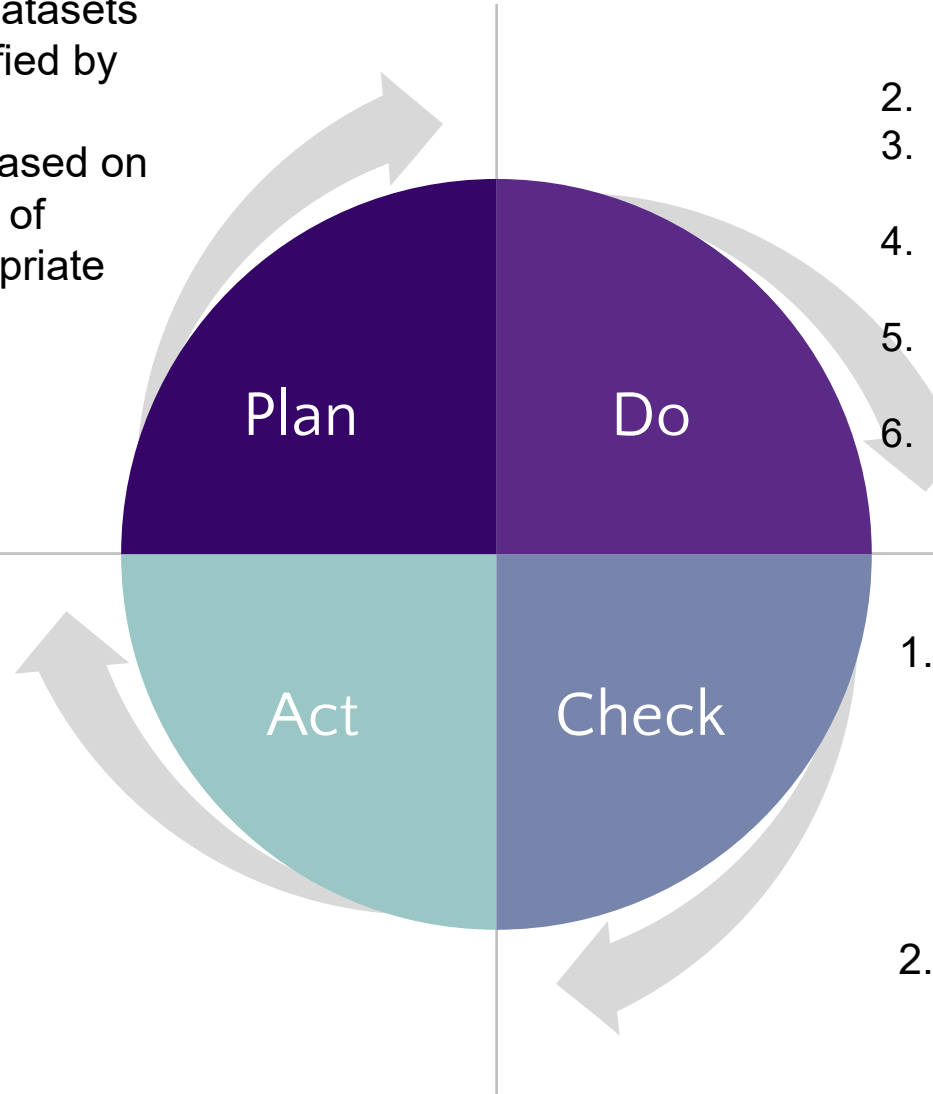 atasets
fied by
ased on
of
priate
Plan
Do
2.
3.
4.
5.
6.
Act
Check
1.
2.